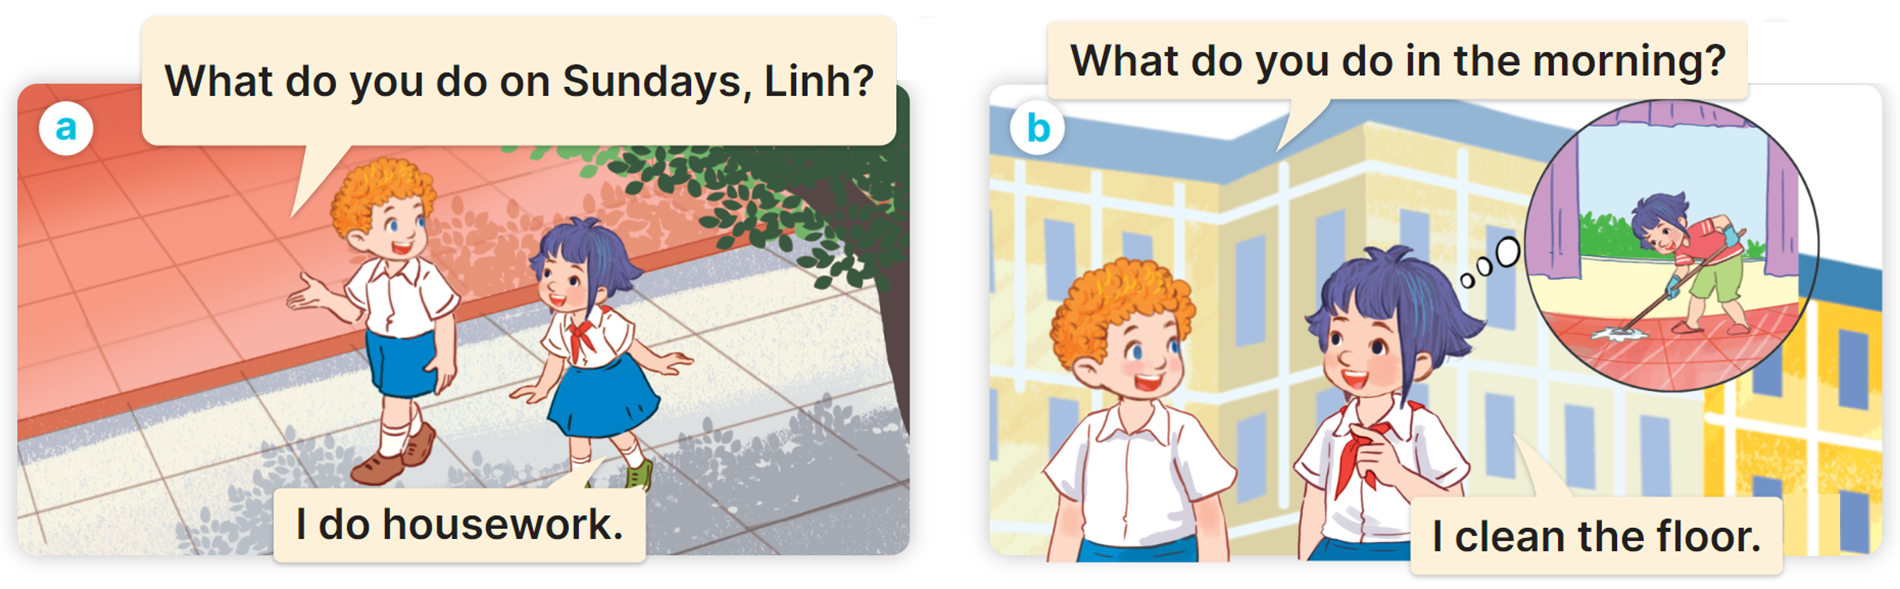 a
What do you do on Sundays, Linh?
I do housework.
b
What do you do in the morning?
I clean the floor.